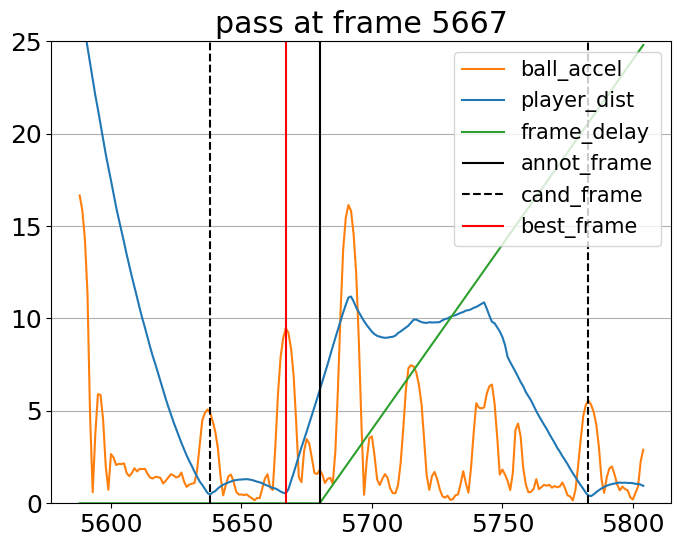 pass at frame 5667
25
20
15
10
5
0
5600 5650 5700 5750 5800
ball_accel
player_dist
frame_delay
annot_frame
cand_frame
best_frame